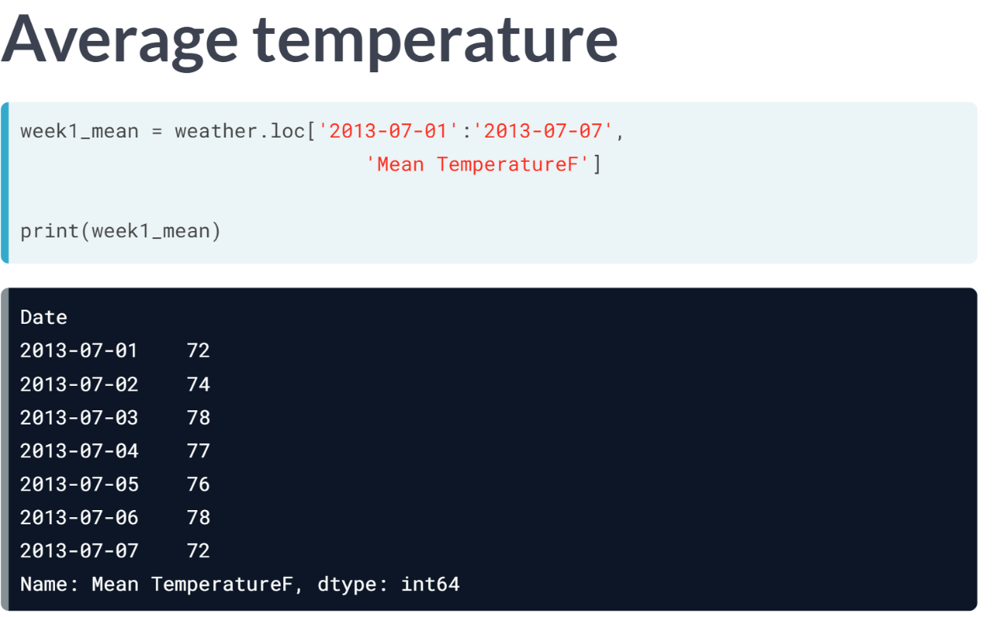 Average temperature
week1_mean = weather.loc['2013-07-01':'2013-07-07',
                             'Mean TemperatureF']
print(week1_mean)
Date
2013-07-01    72
2013-07-02    74
2013-07-03    78
2013-07-04    77
2013-07-05    76
2013-07-06    78
2013-07-07    72
Name: Mean TemperatureF, dtype: int64